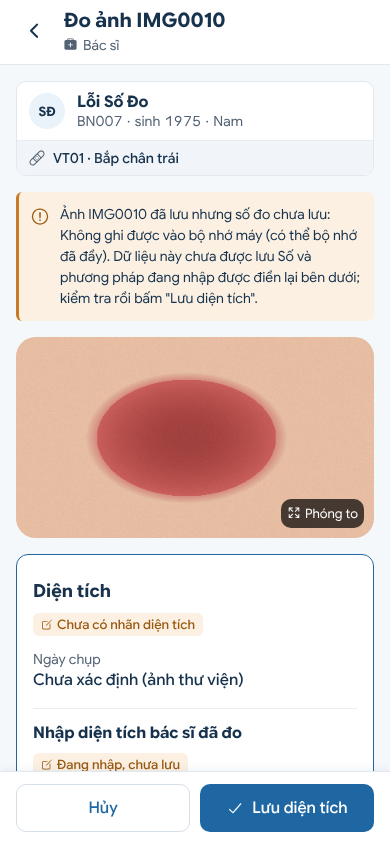 Đo ảnh IMG0010
Bác sĩ
SĐ
Lỗi Số Đo
BN007 · sinh 1975 · Nam
VT01 · Bắp chân trái
Ảnh IMG0010 đã lưu nhưng số đo chưa lưu:
Không ghi được vào bộ nhớ máy (có thể bộ nhớ
đã đầy). Dữ liệu này chưa được lưu Số và
phương pháp đang nhập được điền lại bên dưới;
kiểm tra rồi bấm "Lưu diện tích".
Phóng to
Diện tích
Chưa có nhãn diện tích
Ngày chụp
Chưa xác định (ảnh thư viện)
Nhập diện tích bác sĩ đã đo
Đang nhập, chưa lưu
Hủy
Lưu diện tích